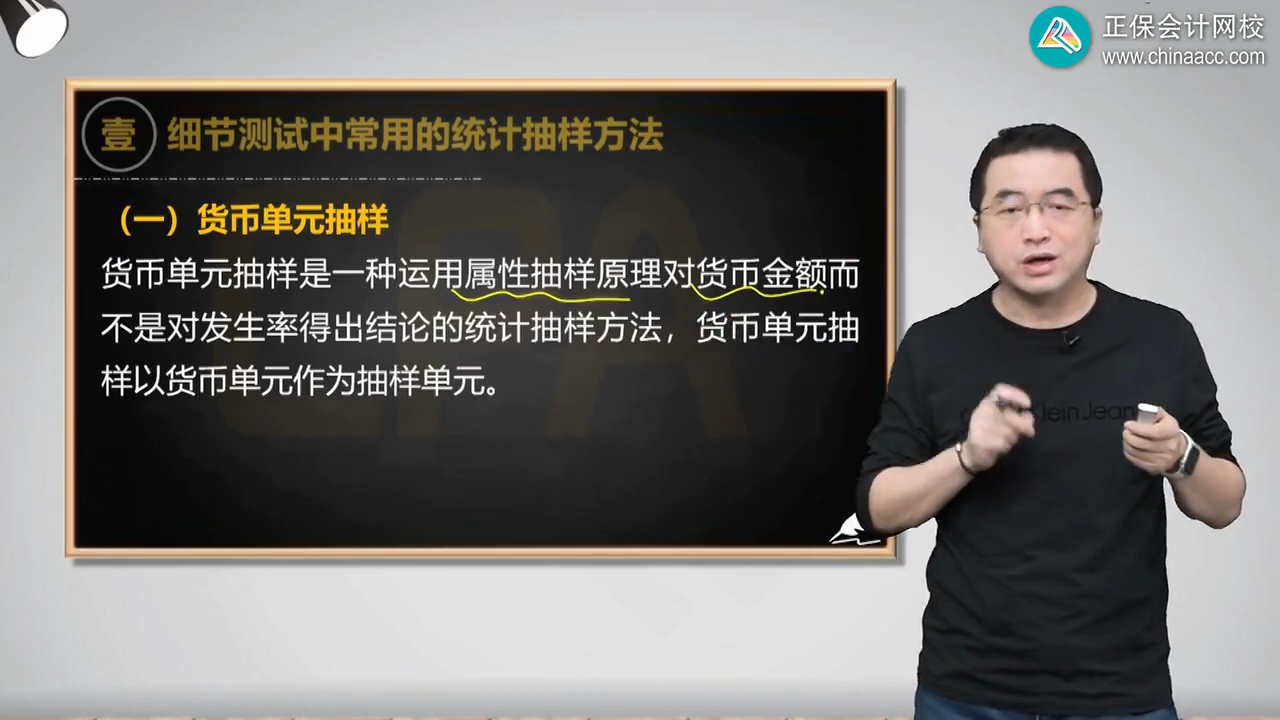 正保会计网校
www.chinaacc.com
壹 细节测试中常用的统计抽样方法
（一）货币单元抽样
货币单元抽样是一种运用属性抽样原理对货币金额而
不是对发生率得出结论的统计抽样方法，货币单元抽
样以货币单元作为抽样单元。
Klein Jeans